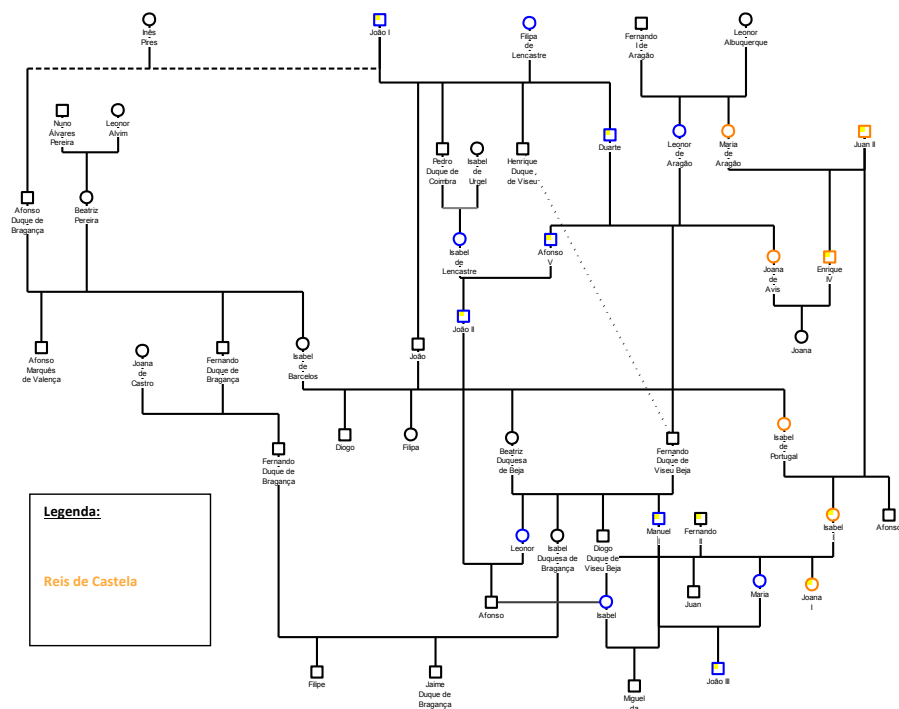 Inês
Pires
João I
Filipa
de
Lencastre
Fernando
I de
Aragão
Leonor
Albuquerque
Nuno
Álvares
Pereira
Leonor
Alvim
Pedro
Duque de
Coimbra
Isabel
de
Urgel
Henrique
Duque
de Viseu
Duarte
Leonor
de
Aragão
Maria
de
Aragão
Juan II
Afonso
Duque de
Bragança
Beatriz
Pereira
Isabel
de
Lencastre
Afonso
V
Joana
de
Avis
Enrique
IV
João II
Joana
Afonso
Marquês
de Valença
Joana
de
Castro
Fernando
Duque de
Bragança
Isabel
de
Barcelos
João
Fernando
Duque de
Bragança
Diogo
Filipa
Beatriz
Duquesa
de Beja
Fernando
Duque de
Viseu Beja
Isabel
de
Portugal
Legenda:
Reis de Castela
Leonor
Isabel
Duquesa de
Bragança
Diogo
Duque de
Viseu Beja
Manuel
Fernando
II
Isabel
I
Afonso
Afonso
Isabel
Juan
Maria
Joana
I
Filipe
Jaime
Duque de
Bragança
Miguel
da
João III